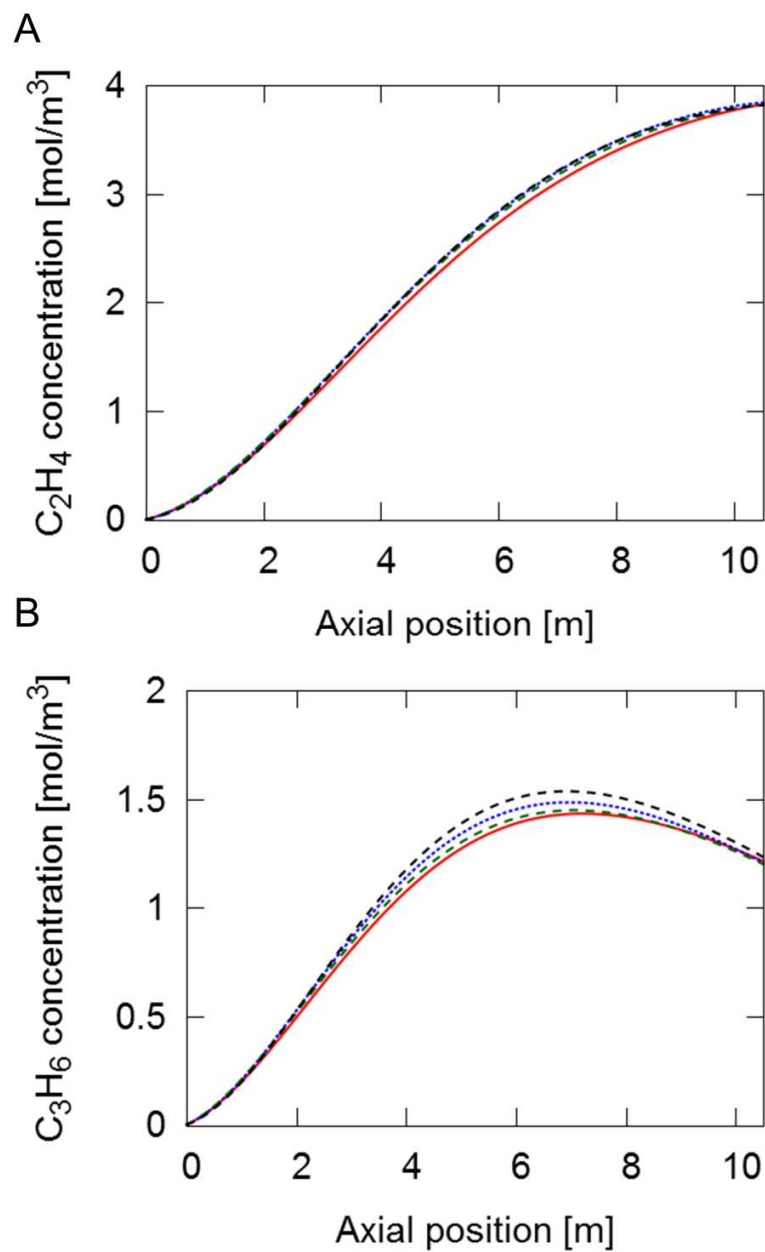 A
C2H4 concentration [mol/m3]
4
3
2
1
0
0 2 4 6 8 10
Axial position [m]
B
C3H6 concentration [mol/m3]
2
1.5
1
0.5
0
0 2 4 6 8 10
Axial position [m]